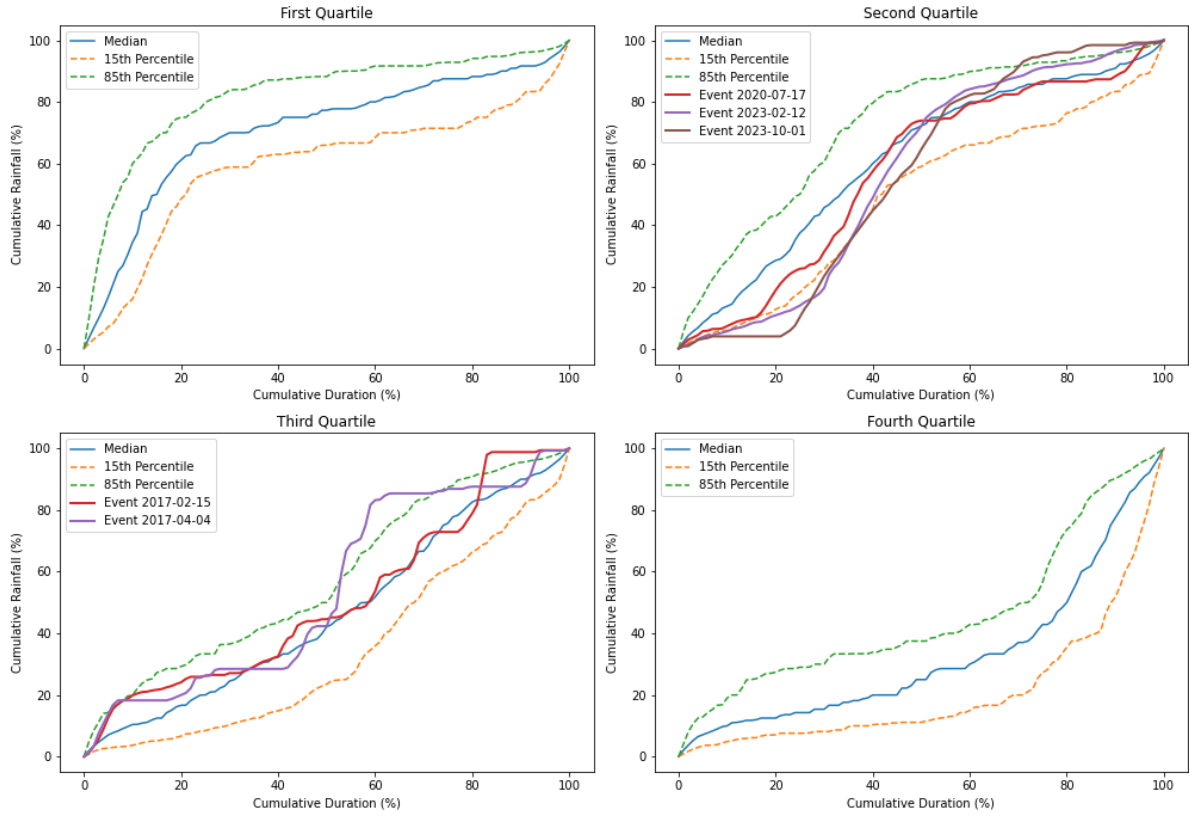 First Quartile
Median
15th Percentile
85th Percentile
Cumulative Rainfall (%)
100
80
60
40
20
0
0 20 40 60 80 100
Cumulative Duration (%)
Second Quartile
Median
15th Percentile
85th Percentile
Event 2020-07-17
Event 2023-02-12
Event 2023-10-01
Cumulative Rainfall (%)
100
80
60
40
20
0
0 20 40 60 80 100
Cumulative Duration (%)
Third Quartile
Median
15th Percentile
85th Percentile
Event 2017-02-15
Event 2017-04-04
Cumulative Rainfall (%)
100
80
60
40
20
0
0 20 40 60 80 100
Cumulative Duration (%)
Fourth Quartile
Median
15th Percentile
85th Percentile
Cumulative Rainfall (%)
100
80
60
40
20
0
0 20 40 60 80 100
Cumulative Duration (%)